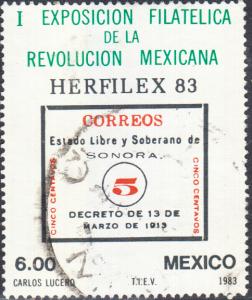 I EXPOSICION FILATELICA
DE LA
REVOLUCION MEXICANA
HERFILEX 83
CORREOS
Estado Libre y Soberano de
SONORA.
CINCO CENTAVOS
5
CINCO CENTAVOS
DECRETO DE 13 DE
MARZO DE 1913
6.00 MEXICO
CARLOS LUCERO T.I.E.V. 1983